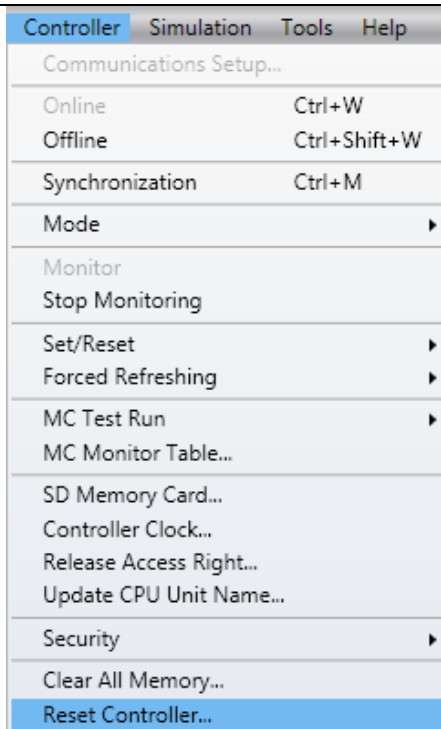 Controller Simulation Tools Help
Communications Setup...
Online Ctrl+W
Offline Ctrl+Shift+W
Synchronization Ctrl+M
Mode
Monitor
Stop Monitoring
Set/Reset
Forced Refreshing
MC Test Run
MC Monitor Table...
SD Memory Card...
Controller Clock...
Release Access Right...
Update CPU Unit Name...
Security
Clear All Memory...
Reset Controller...